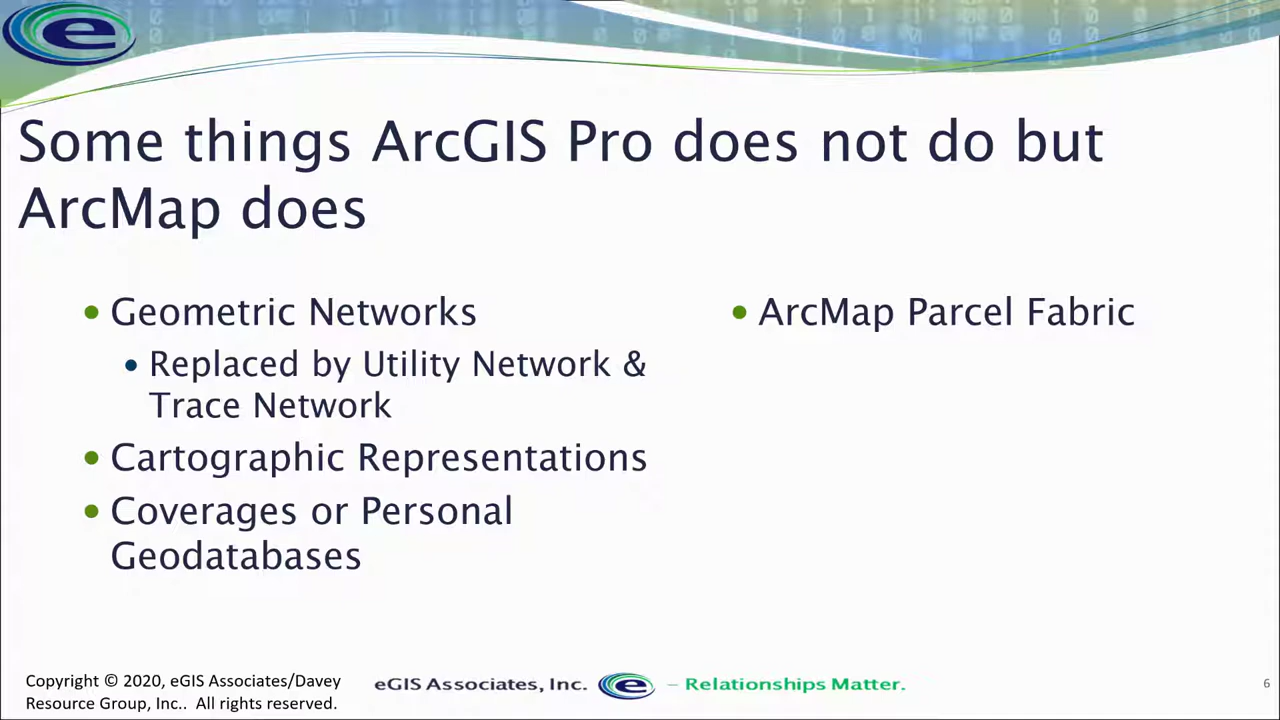 e
Some things ArcGIS Pro does not do but
ArcMap does
• Geometric Networks
• Replaced by Utility Network &
Trace Network
• Cartographic Representations
• Coverages or Personal
Geodatabases
• ArcMap Parcel Fabric
Copyright © 2020, eGIS Associates/Davey
Resource Group, Inc.. All rights reserved.
eGIS Associates, Inc. e – Relationships Matter.
6